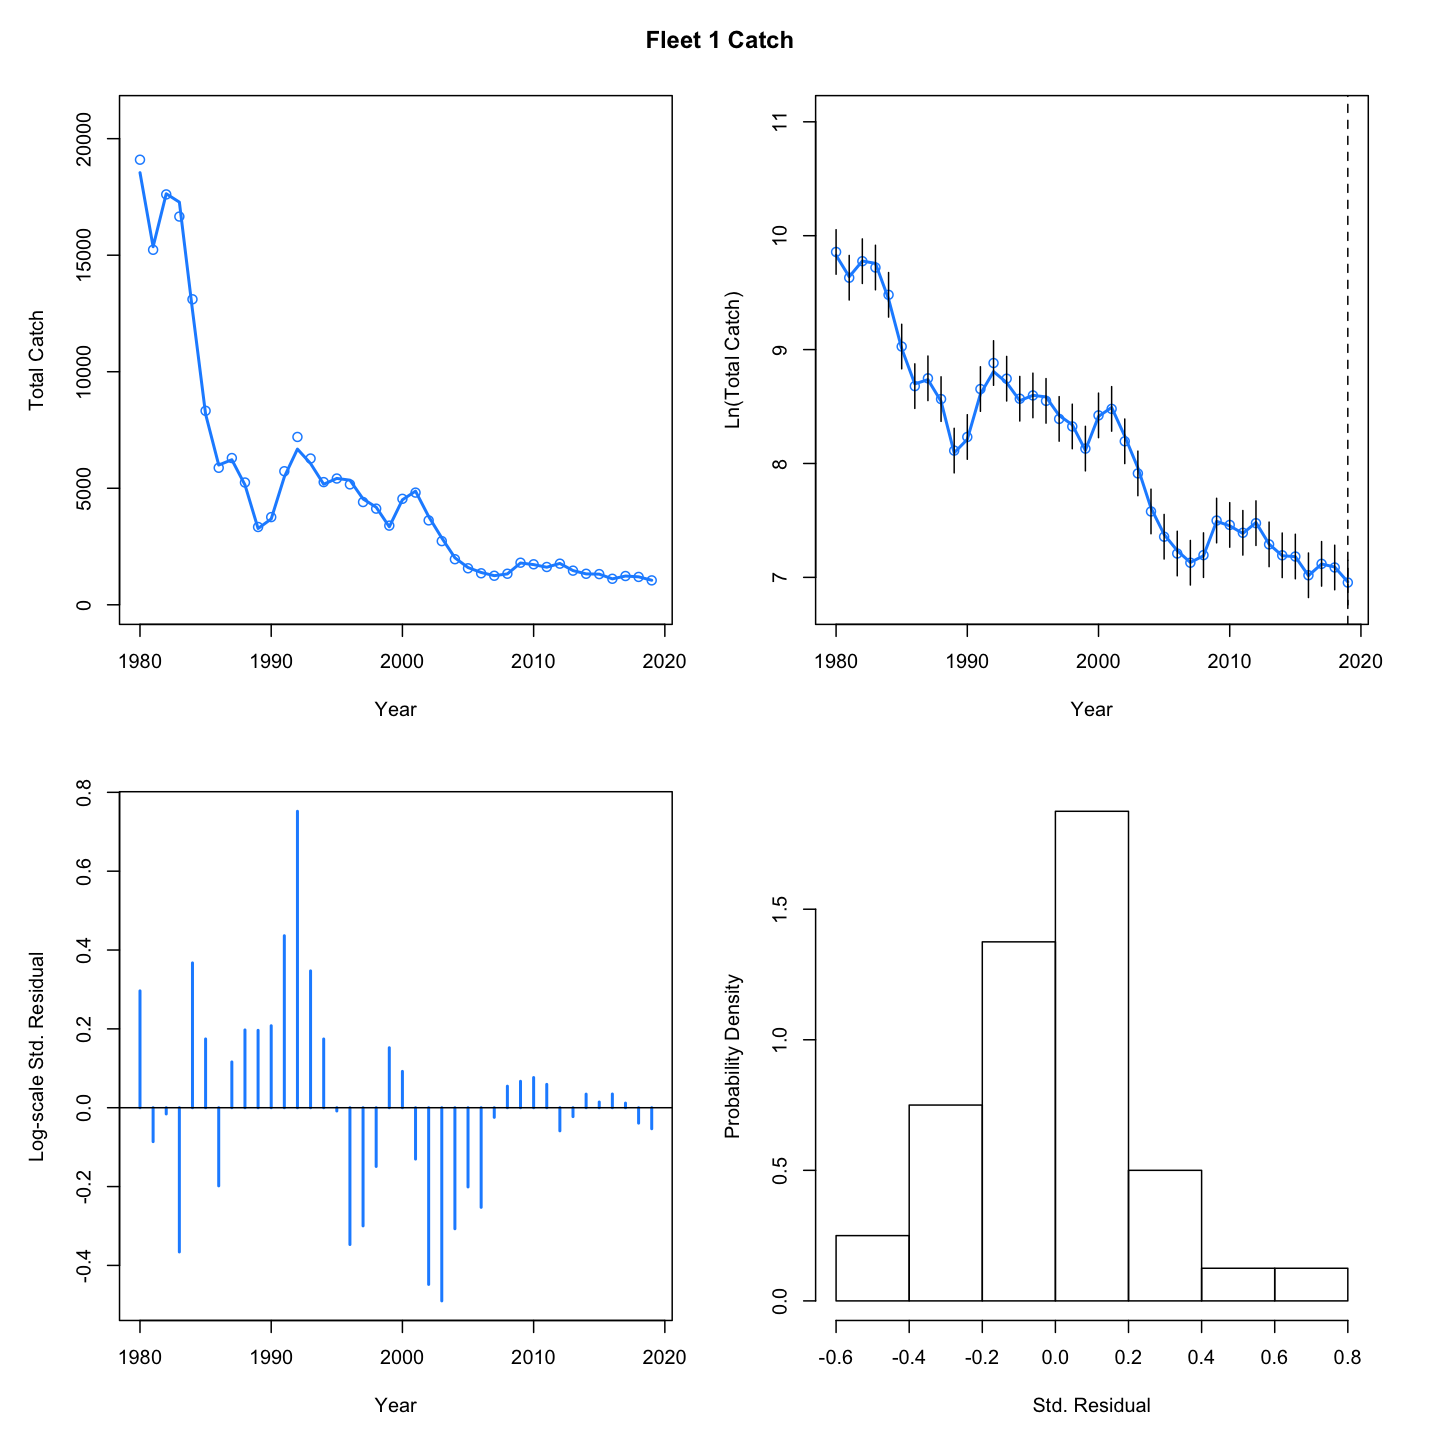 Fleet 1 Catch
Total Catch
20000
15000
10000
5000
0
1980 1990 2000 2010 2020
Year
Ln(Total Catch)
11
10
9
8
7
1980 1990 2000 2010 2020
Year
Log-scale Std. Residual
0.8
0.6
0.4
0.2
0.0
-0.2
-0.4
1980 1990 2000 2010 2020
Year
Probability Density
1.5
1.0
0.5
0.0
-0.6 -0.4 -0.2 0.0 0.2 0.4 0.6 0.8
Std. Residual